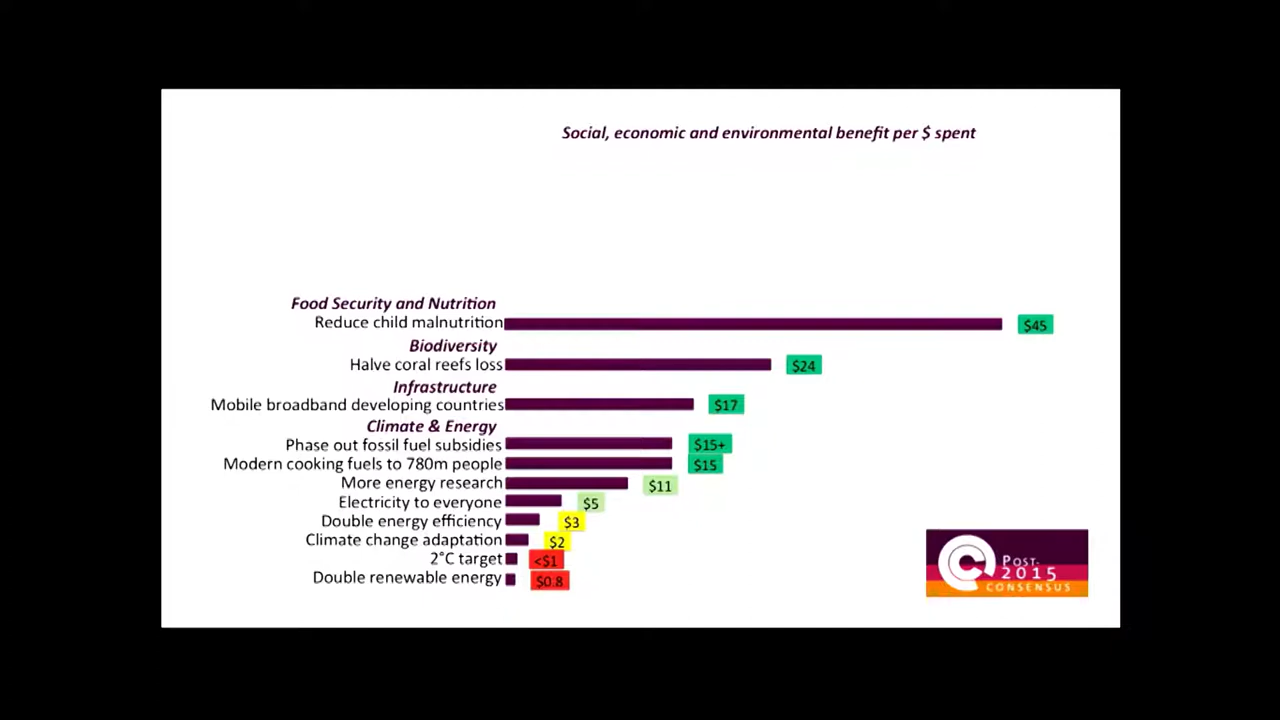 Social, economic and environmental benefit per $ spent
Food Security and Nutrition
Reduce child malnutrition $45
Biodiversity
Halve coral reefs loss $24
Infrastructure
Mobile broadband developing countries $17
Climate & Energy
Phase out fossil fuel subsidies $15+
Modern cooking fuels to 780m people $15
More energy research $11
Electricity to everyone $5
Double energy efficiency $3
Climate change adaptation $2
2°C target <$1
Double renewable energy $0.8
POST-
2015
CONSENSUS